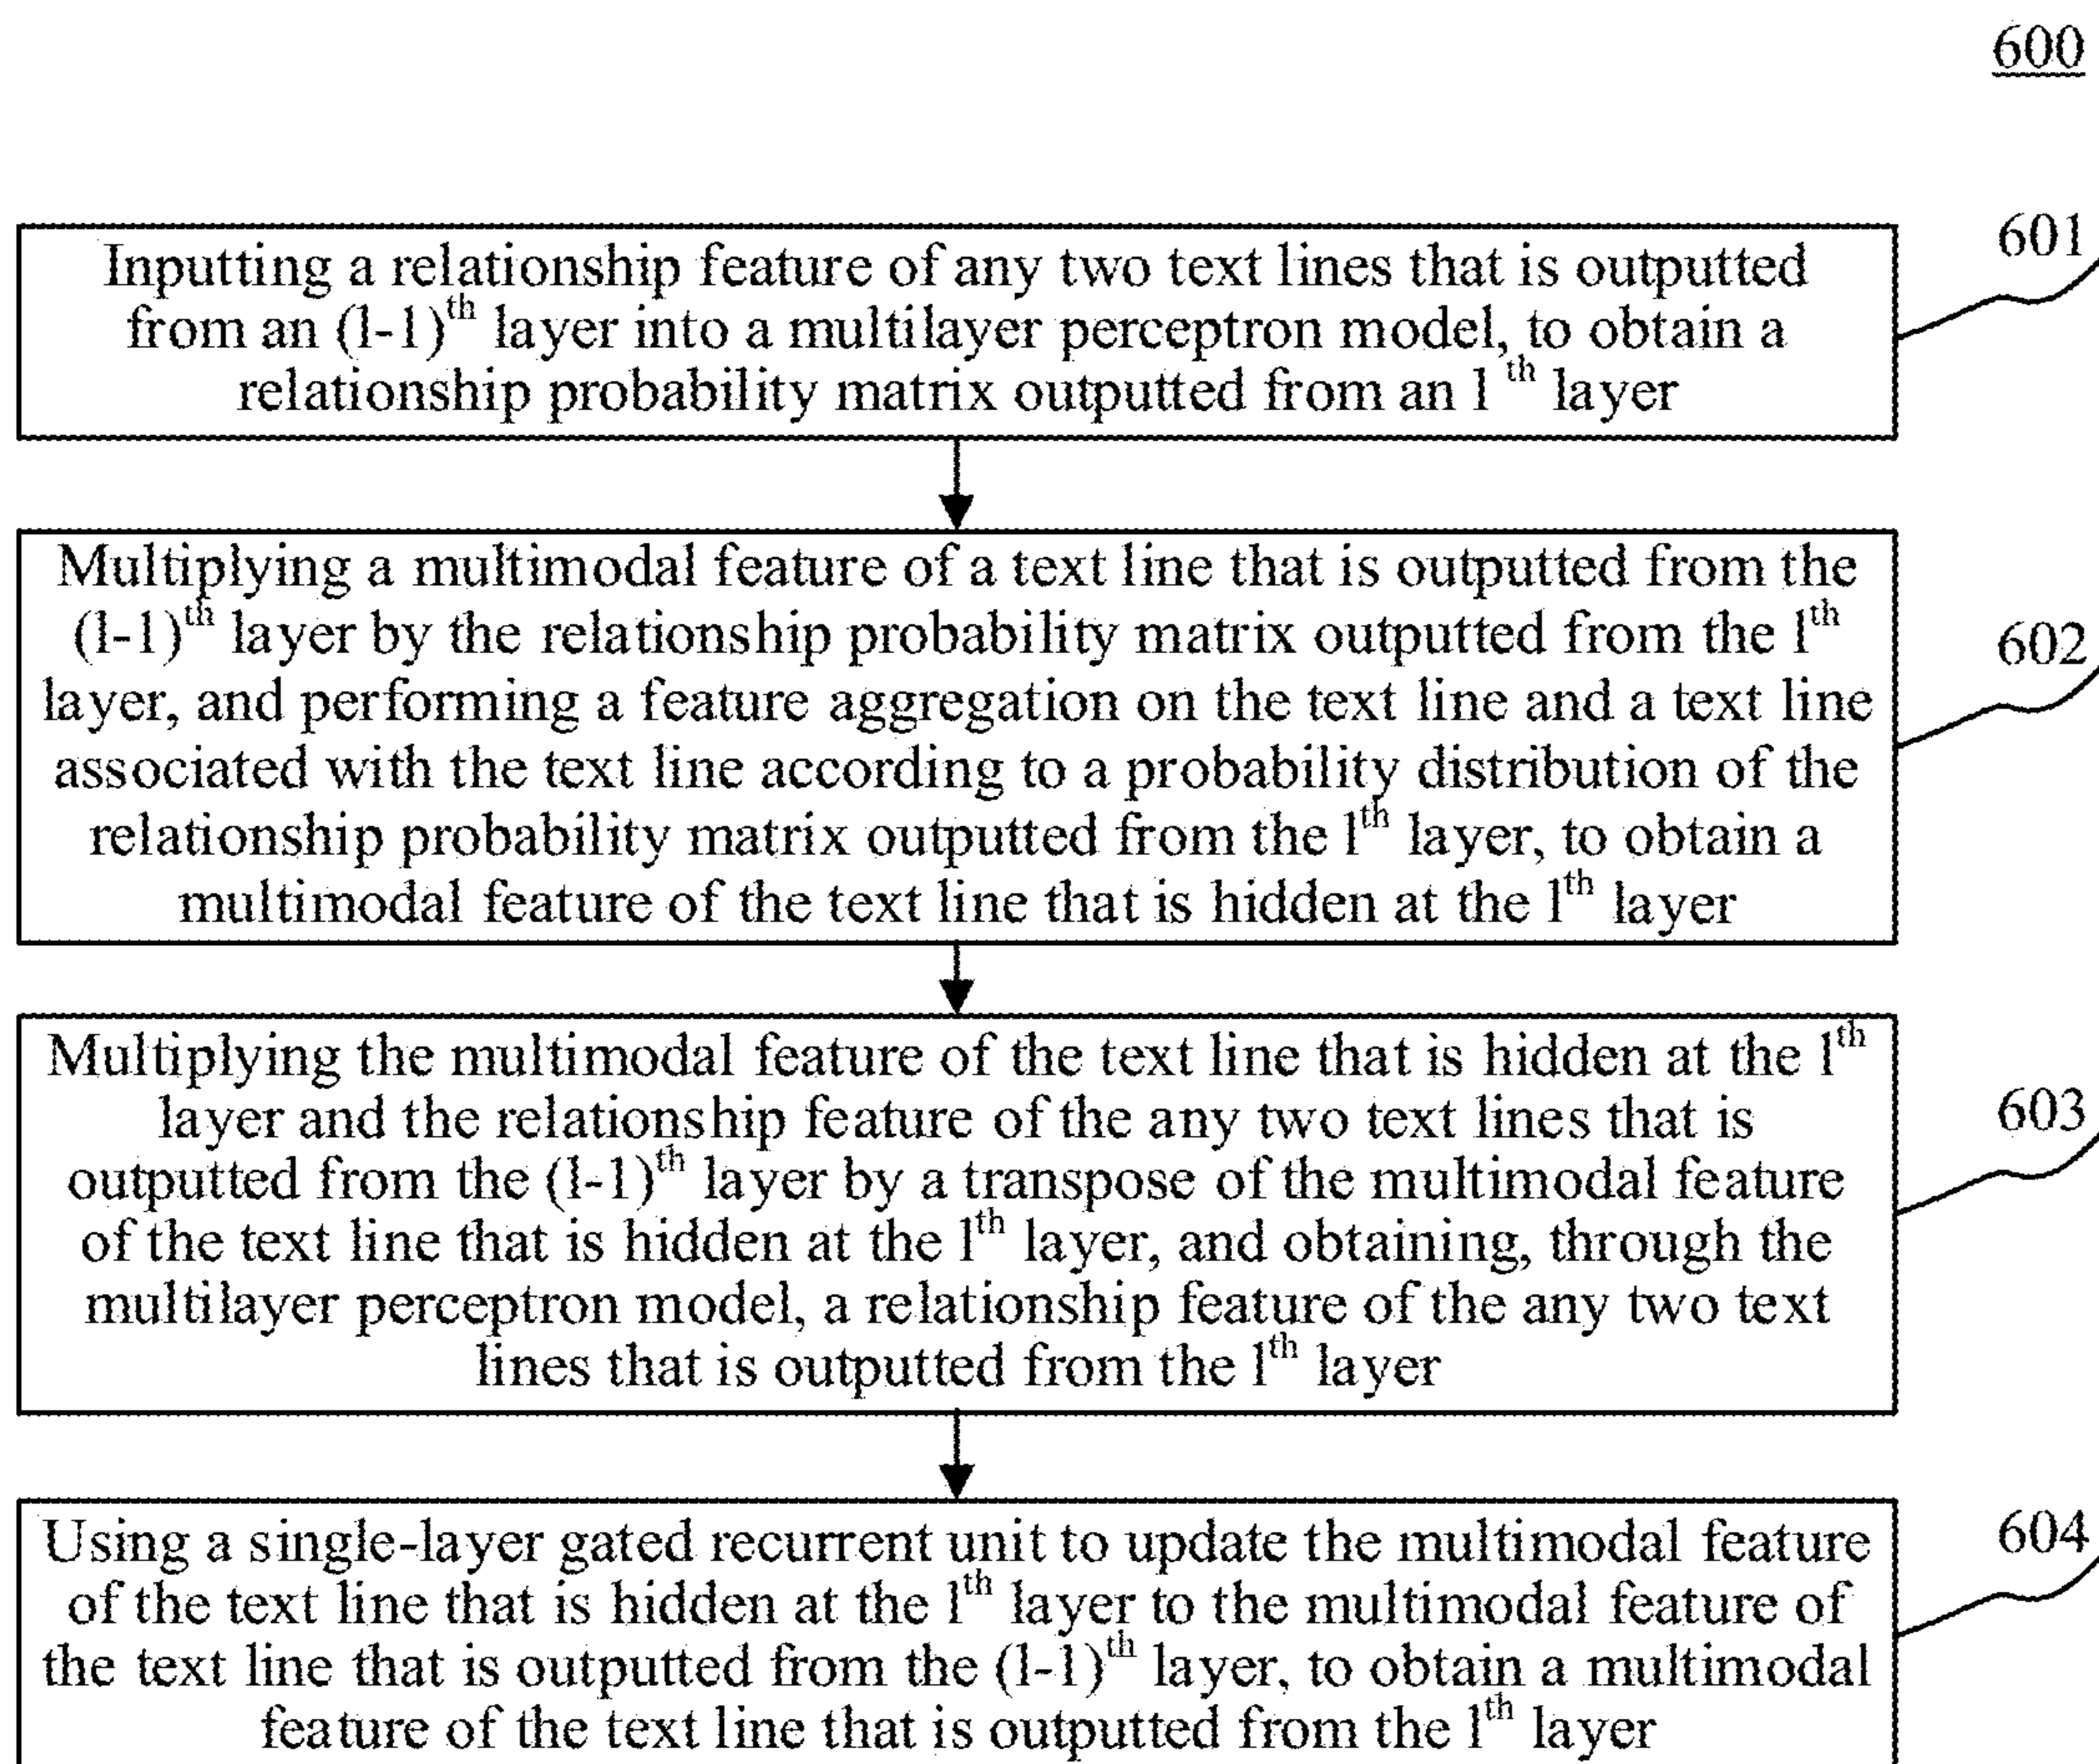 600
601
Inputting a relationship feature of any two text lines that is outputted
from an (l-1)th layer into a multilayer perceptron model, to obtain a
relationship probability matrix outputted from an l th layer
Multiplying a multimodal feature of a text line that is outputted from the
(l-1)th layer by the relationship probability matrix outputted from the lth
602
layer, and performing a feature aggregation on the text line and a text line
associated with the text line according to a probability distribution of the
relationship probability matrix outputted from the lth layer, to obtain a
multimodal feature of the text line that is hidden at the lth layer
Multiplying the multimodal feature of the text line that is hidden at the lth
layer and the relationship feature of the any two text lines that is
603
outputted from the (l-1)th layer by a transpose of the multimodal feature
of the text line that is hidden at the lth layer, and obtaining, through the
multilayer perceptron model, a relationship feature of the any two text
lines that is outputted from the lth layer
604
Using a single-layer gated recurrent unit to update the multimodal feature
of the text line that is hidden at the lth layer to the multimodal feature of
the text line that is outputted from the (l-1)th layer, to obtain a multimodal
feature of the text line that is outputted from the lth layer